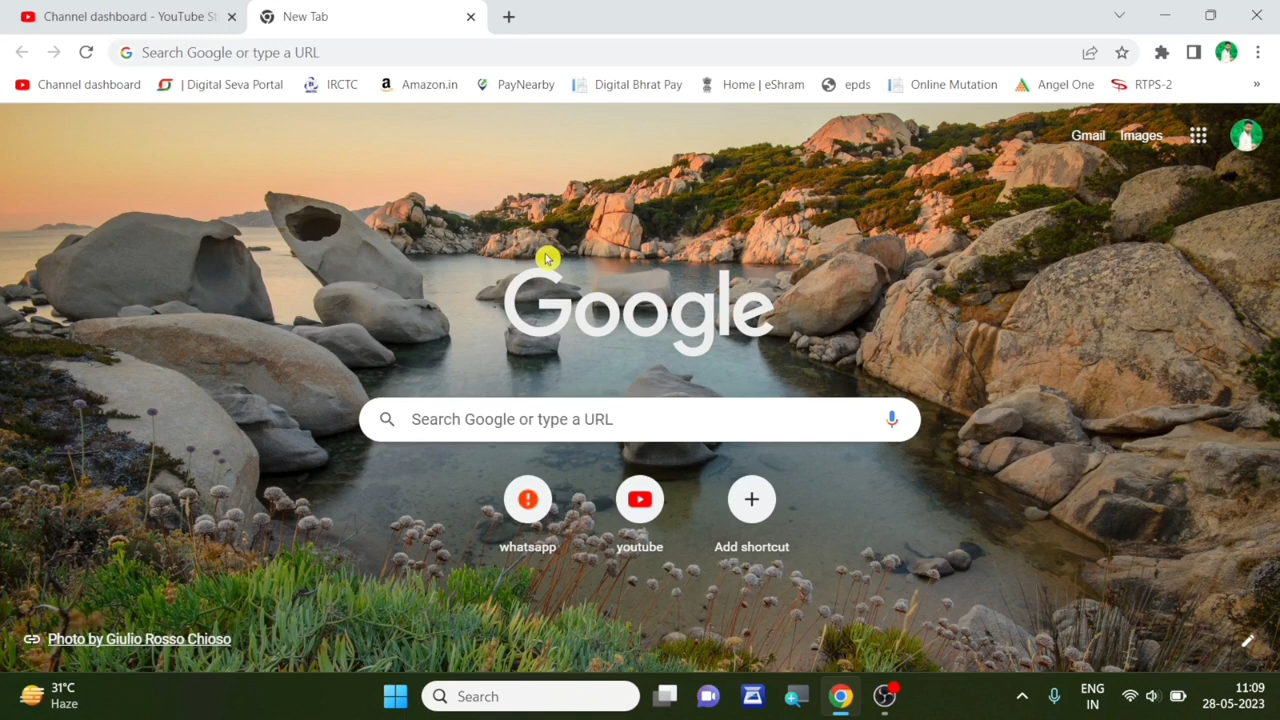 Channel dashboard - YouTube St
New Tab
Search Google or type a URL
Channel dashboard
| Digital Seva Portal
IRCTC
Amazon.in
PayNearby
Digital Bhrat Pay
Home | eShram
epds
Online Mutation
Angel One
RTPS-2
»
Gmail
Images
Google
Search Google or type a URL
whatsapp
youtube
Add shortcut
Photo by Giulio Rosso Chioso
31°C
Haze
Search
ENG
IN
11:09
28-05-2023